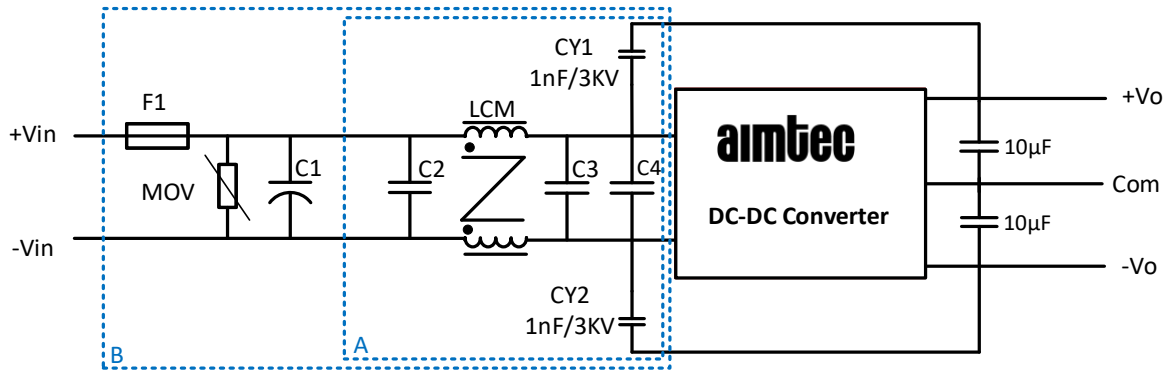 CY1
1nF/3KV
F1
LCM
+Vo
+Vin
aimtec
10µF
MOV
C1
C2
C3
C4
Com
DC-DC Converter
10µF
-Vin
-Vo
CY2
1nF/3KV
B
A